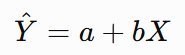 Ŷ = a + bX